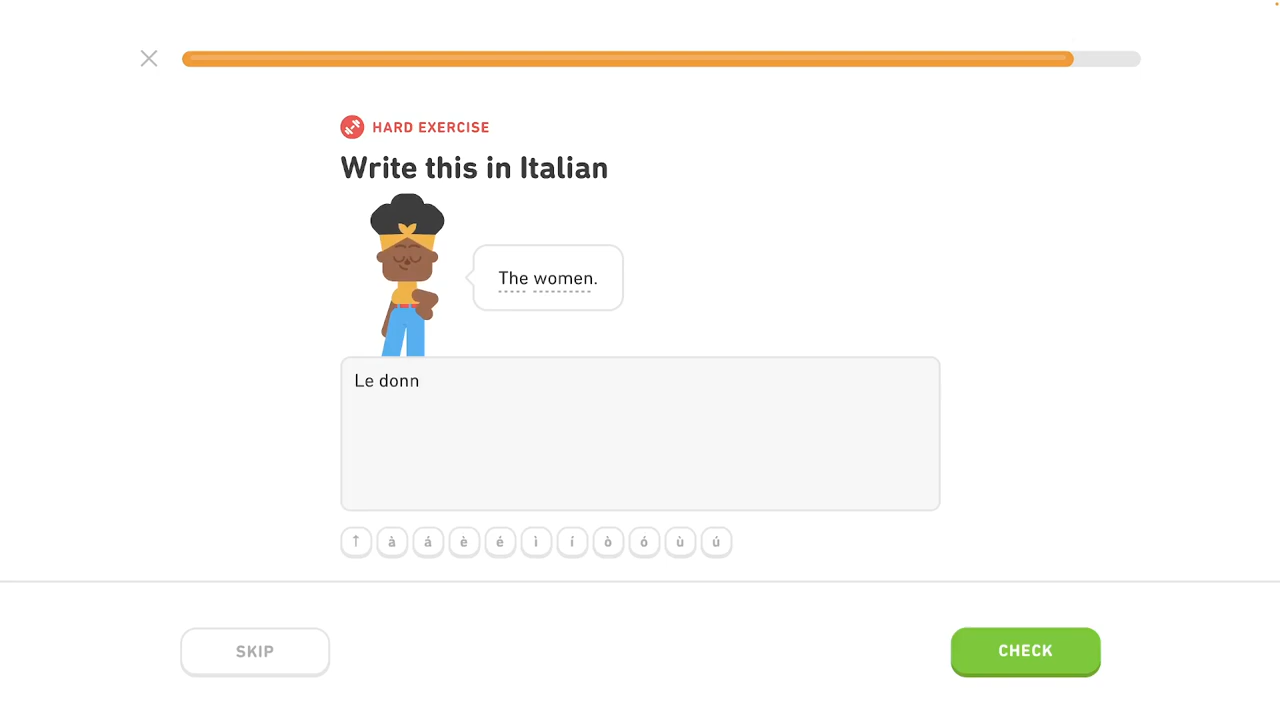 HARD EXERCISE
Write this in Italian
The women.
Le donn
↑ à á è é ì í ò ó ù ú
SKIP
CHECK